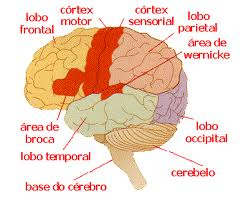 lobo
frontal
córtex
motor
córtex
sensorial
lobo
parietal
área de
wernicke
área de
broca
lobo temporal
base do cérebro
lobo
occipital
cerebelo